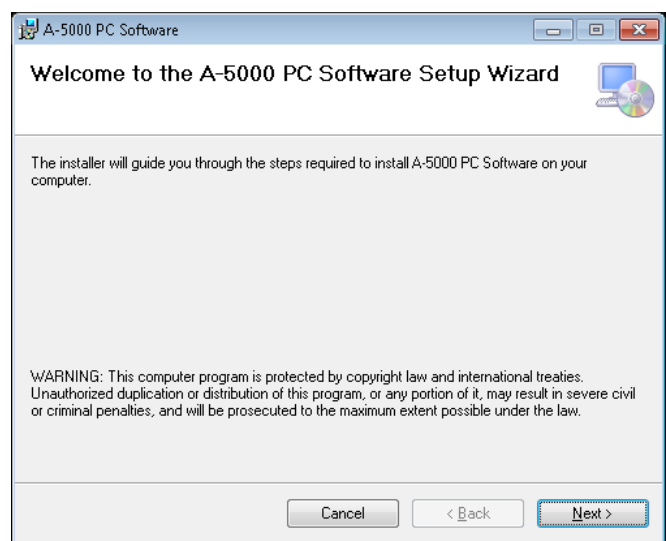 A-5000 PC Software
Welcome to the A-5000 PC Software Setup Wizard
The installer will guide you through the steps required to install A-5000 PC Software on your
computer.
WARNING: This computer program is protected by copyright law and international treaties.
Unauthorized duplication or distribution of this program, or any portion of it, may result in severe civil
or criminal penalties, and will be prosecuted to the maximum extent possible under the law.
Cancel < Back Next >